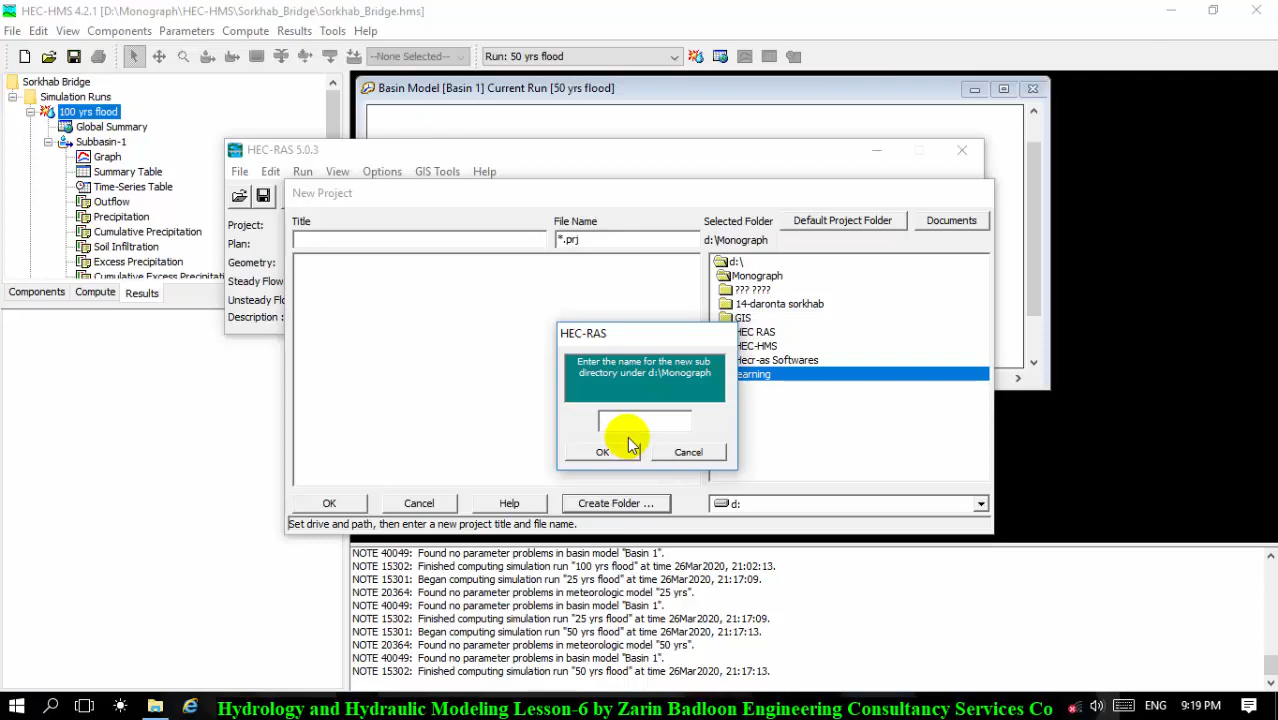 HEC-HMS 4.2.1 [D:\Monograph\HEC-HMS\Sorkhab_Bridge\Sorkhab_Bridge.hms]
File Edit View Components Parameters Compute Results Tools Help
--None Selected-- Run: 50 yrs flood
Sorkhab Bridge
Simulation Runs
100 yrs flood
Global Summary
Subbasin-1
Graph
Summary Table
Time-Series Table
Outflow
Precipitation
Cumulative Precipitation
Soil Infiltration
Excess Precipitation
Cumulative Excess Precipitati
Components Compute Results
Basin Model [Basin 1] Current Run [50 yrs flood]
HEC-RAS 5.0.3
File Edit Run View Options GIS Tools Help
Project:
Plan:
Geometry:
Steady Flow
Unsteady Flo
Description :
New Project
Title File Name Selected Folder Default Project Folder Documents
*.prj d:\Monograph
d:\
Monograph
??? ????
14-daronta sorkhab
GIS
HEC RAS
HEC-HMS
Hecr-as Softwares
earning
HEC-RAS
Enter the name for the new sub
directory under d:\Monograph
OK Cancel
OK Cancel Help Create Folder ... d:
Set drive and path, then enter a new project title and file name.
NOTE 40049: Found no parameter problems in basin model "Basin 1".
NOTE 15302: Finished computing simulation run "100 yrs flood" at time 26Mar2020, 21:02:13.
NOTE 15301: Began computing simulation run "25 yrs flood" at time 26Mar2020, 21:17:09.
NOTE 20364: Found no parameter problems in meteorologic model "25 yrs".
NOTE 40049: Found no parameter problems in basin model "Basin 1".
NOTE 15302: Finished computing simulation run "25 yrs flood" at time 26Mar2020, 21:17:09.
NOTE 15301: Began computing simulation run "50 yrs flood" at time 26Mar2020, 21:17:13.
NOTE 20364: Found no parameter problems in meteorologic model "50 yrs".
NOTE 40049: Found no parameter problems in basin model "Basin 1".
NOTE 15302: Finished computing simulation run "50 yrs flood" at time 26Mar2020, 21:17:13.
Hydrology and Hydraulic Modeling Lesson-6 by Zarin Badloon Engineering Consultancy Services Co
ENG 9:19 PM